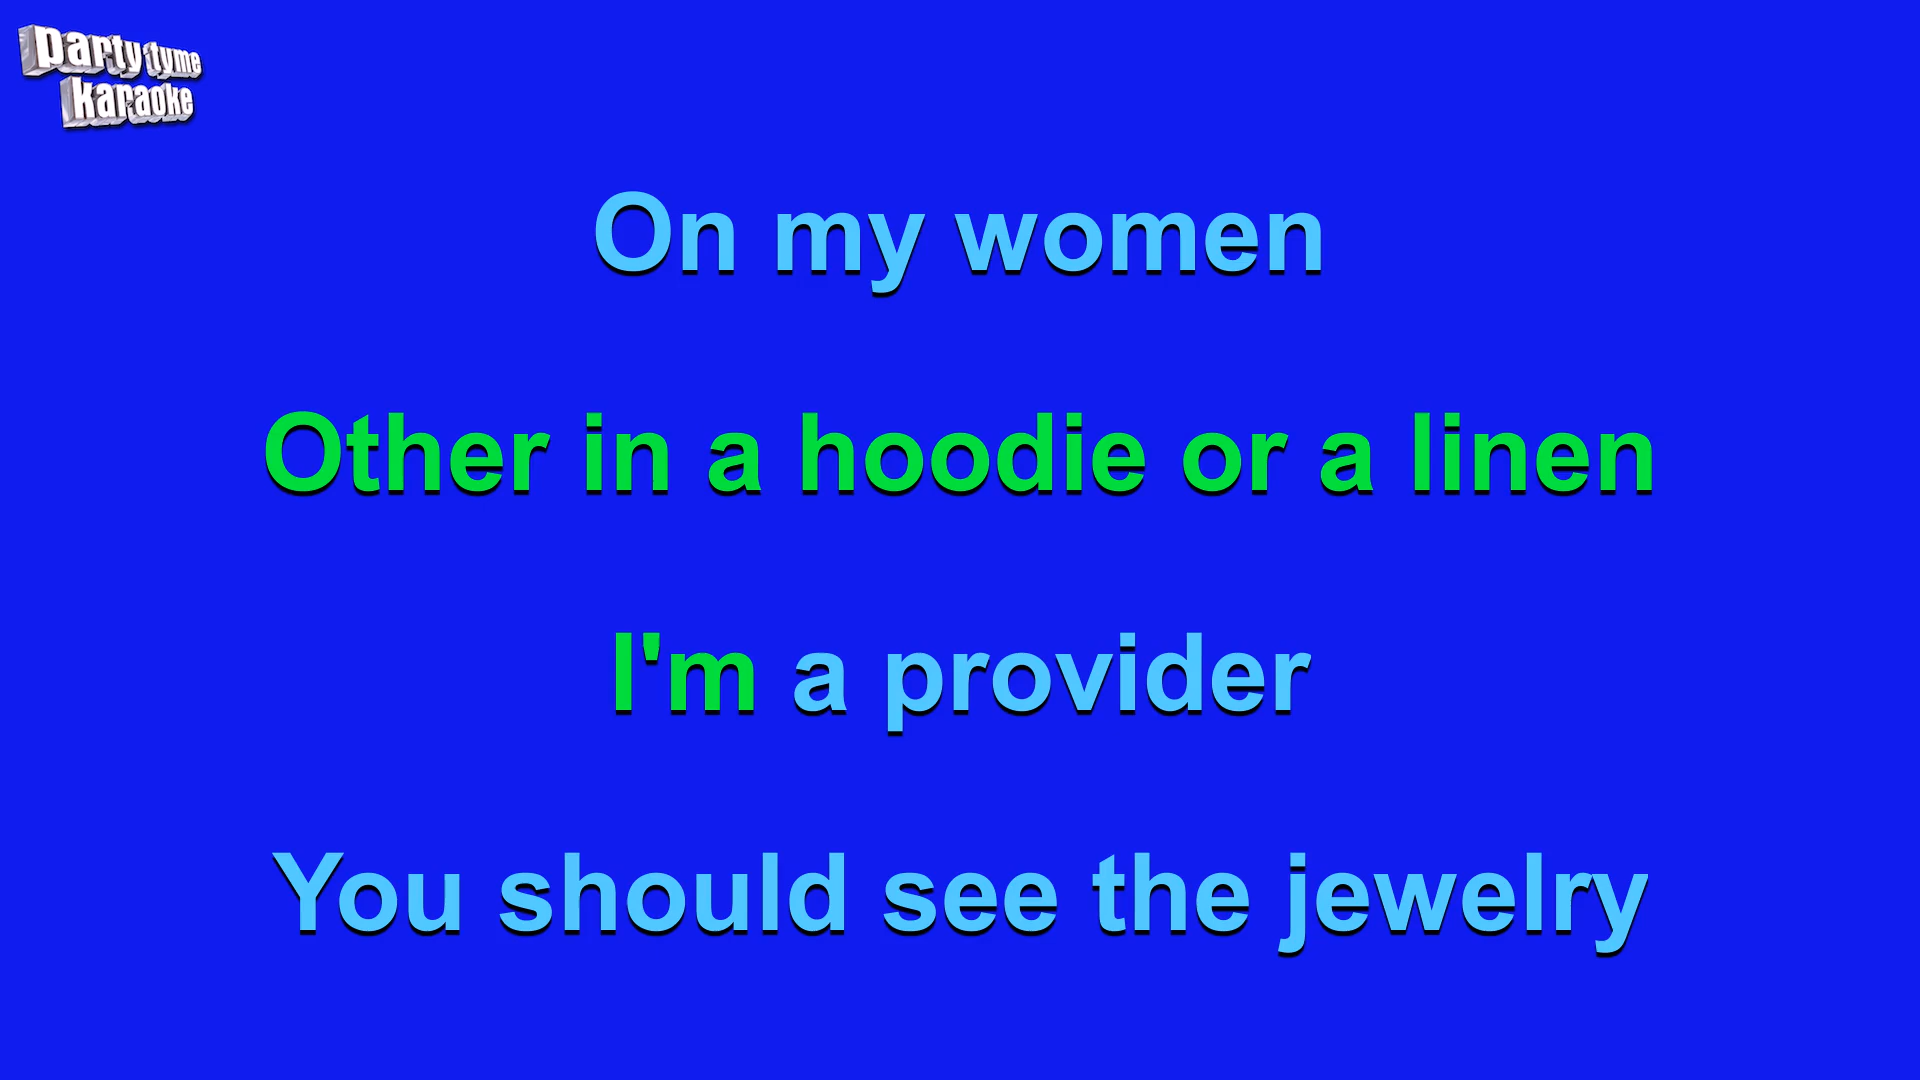 party tyme
karaoke
On my women
Other in a hoodie or a linen
I'm a provider
You should see the jewelry